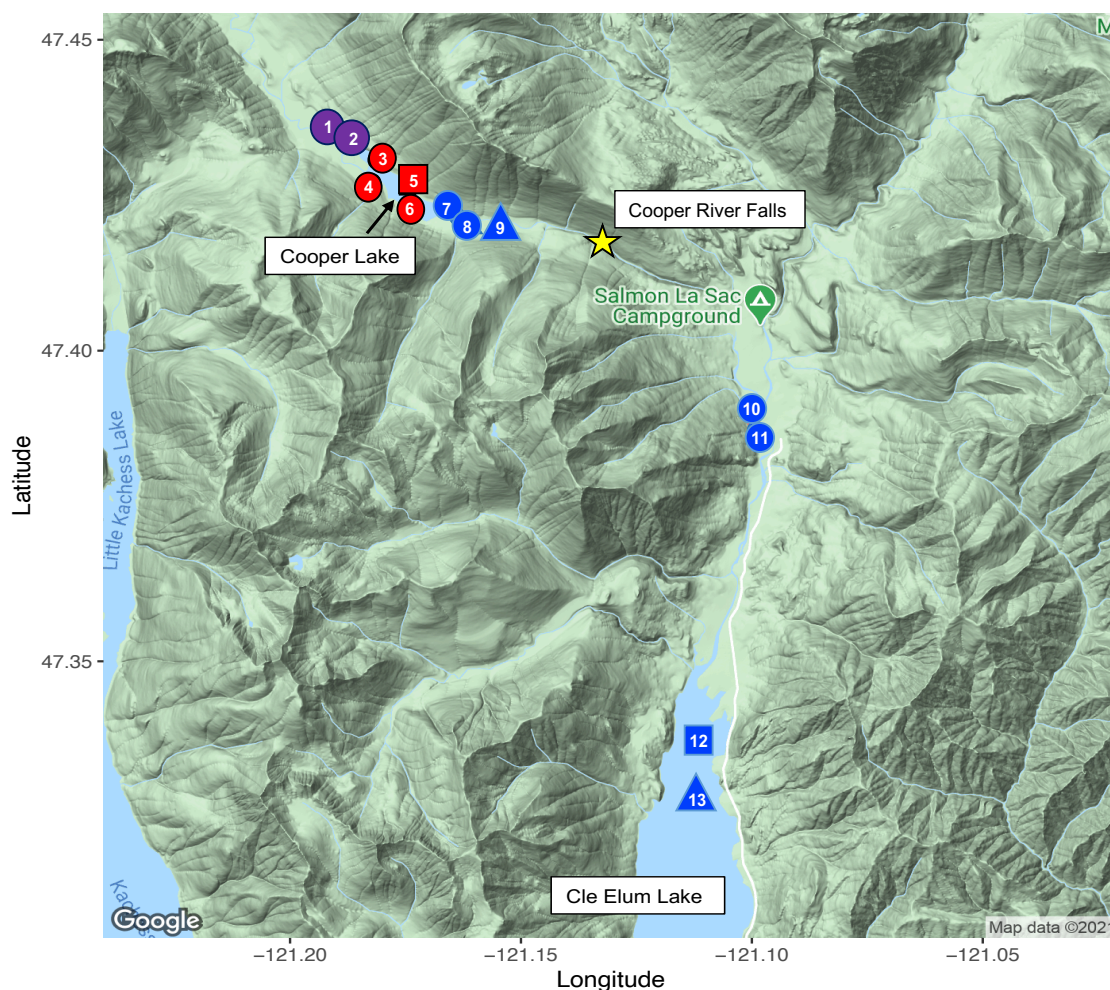 47.45
M
1
2
3
4
5
6
7
8
9
Cooper River Falls
Cooper Lake
Salmon La Sac
Campground
47.40
10
11
Little Kachess Lake
Latitude
47.35
12
13
Cle Elum Lake
Google
Map data ©2021
−121.20
−121.15
−121.10
−121.05
Longitude